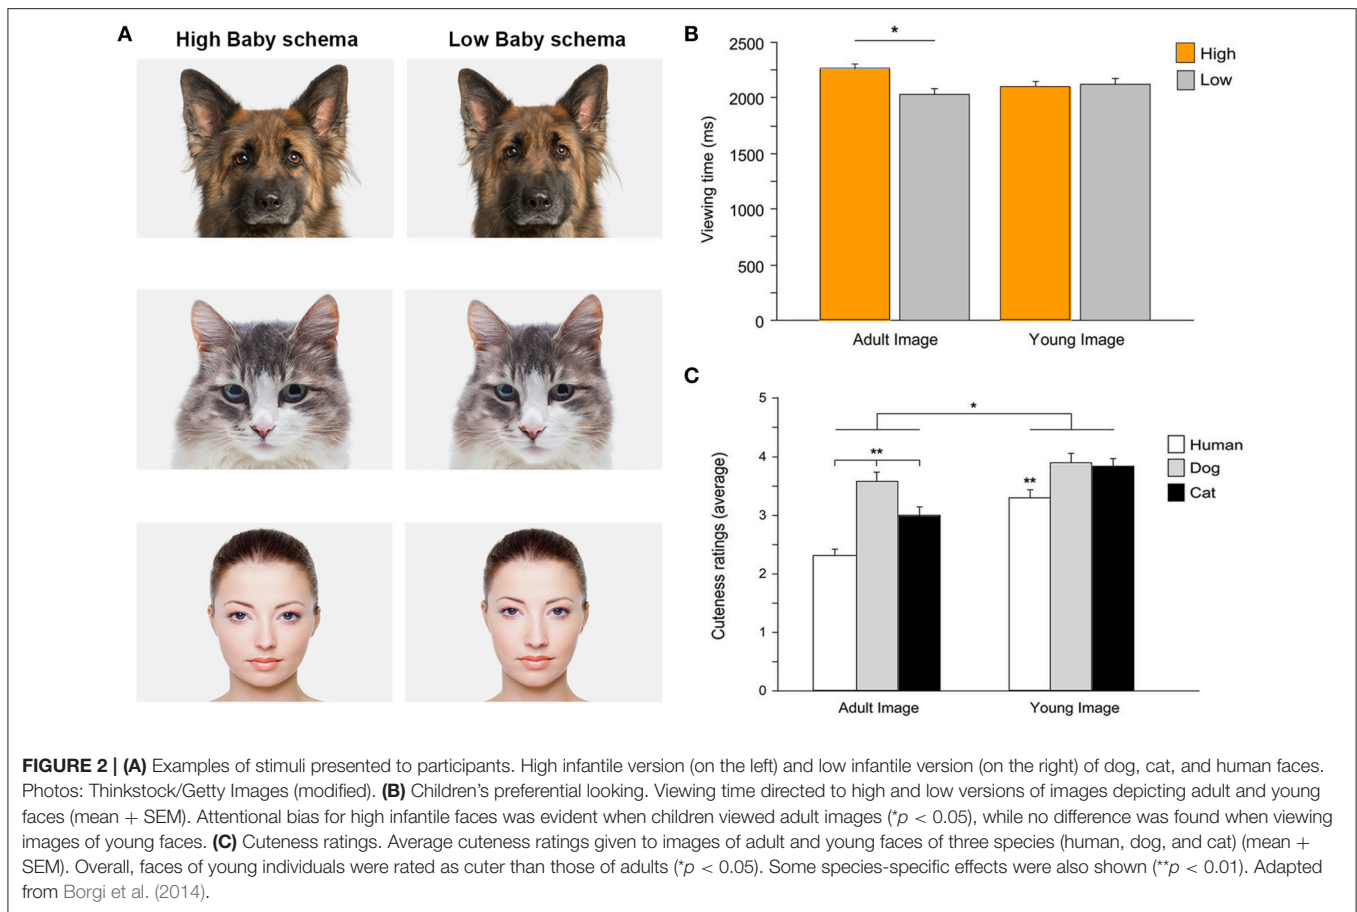 A
High Baby schema
Low Baby schema
B
2500
2000
1500
1000
500
0
Viewing time (ms)
*
High
Low
Adult Image
Young Image
C
5
4
3
2
1
0
Cuteness ratings (average)
*
**
**
Human
Dog
Cat
Adult Image
Young Image
FIGURE 2 | (A) Examples of stimuli presented to participants. High infantile version (on the left) and low infantile version (on the right) of dog, cat, and human faces.
Photos: Thinkstock/Getty Images (modified). (B) Children's preferential looking. Viewing time directed to high and low versions of images depicting adult and young
faces (mean + SEM). Attentional bias for high infantile faces was evident when children viewed adult images (*p < 0.05), while no difference was found when viewing
images of young faces. (C) Cuteness ratings. Average cuteness ratings given to images of adult and young faces of three species (human, dog, and cat) (mean +
SEM). Overall, faces of young individuals were rated as cuter than those of adults (*p < 0.05). Some species-specific effects were also shown (**p < 0.01). Adapted
from Borgi et al. (2014).